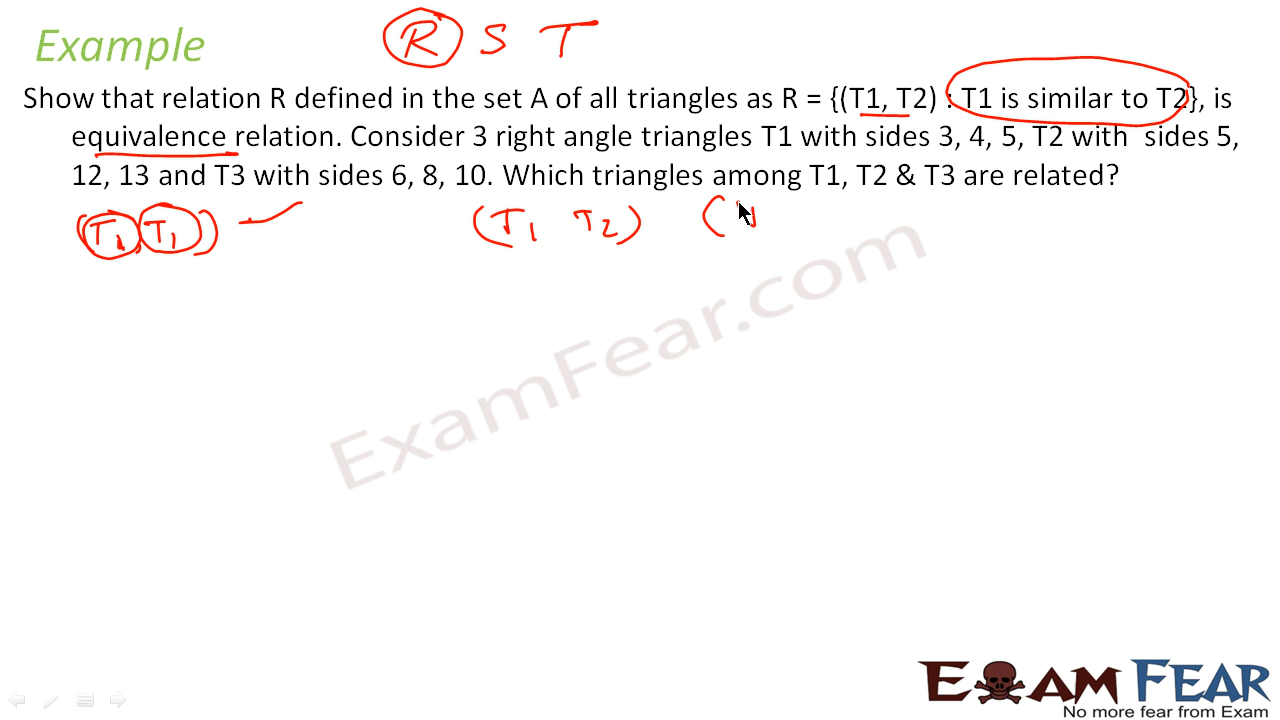 Example
R S T
Show that relation R defined in the set A of all triangles as R = {(T1, T2) : T1 is similar to T2}, is
equivalence relation. Consider 3 right angle triangles T1 with sides 3, 4, 5, T2 with sides 5,
12, 13 and T3 with sides 6, 8, 10. Which triangles among T1, T2 & T3 are related?
(T1, T1) (T1 T2) (
ExamFear.com
EXAM FEAR
No more fear from Exam